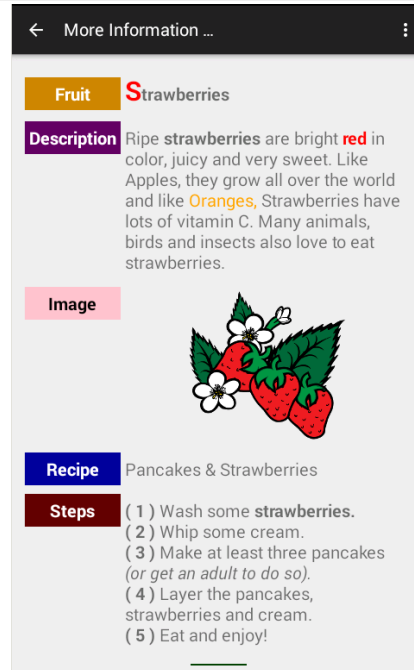 More Information ...
Fruit
Strawberries
Description
Ripe strawberries are bright red in
color, juicy and very sweet. Like
Apples, they grow all over the world
and like Oranges, Strawberries have
lots of vitamin C. Many animals,
birds and insects also love to eat
strawberries.
Image
Recipe
Pancakes & Strawberries
Steps
( 1 ) Wash some strawberries.
( 2 ) Whip some cream.
( 3 ) Make at least three pancakes
(or get an adult to do so).
( 4 ) Layer the pancakes,
strawberries and cream.
( 5 ) Eat and enjoy!